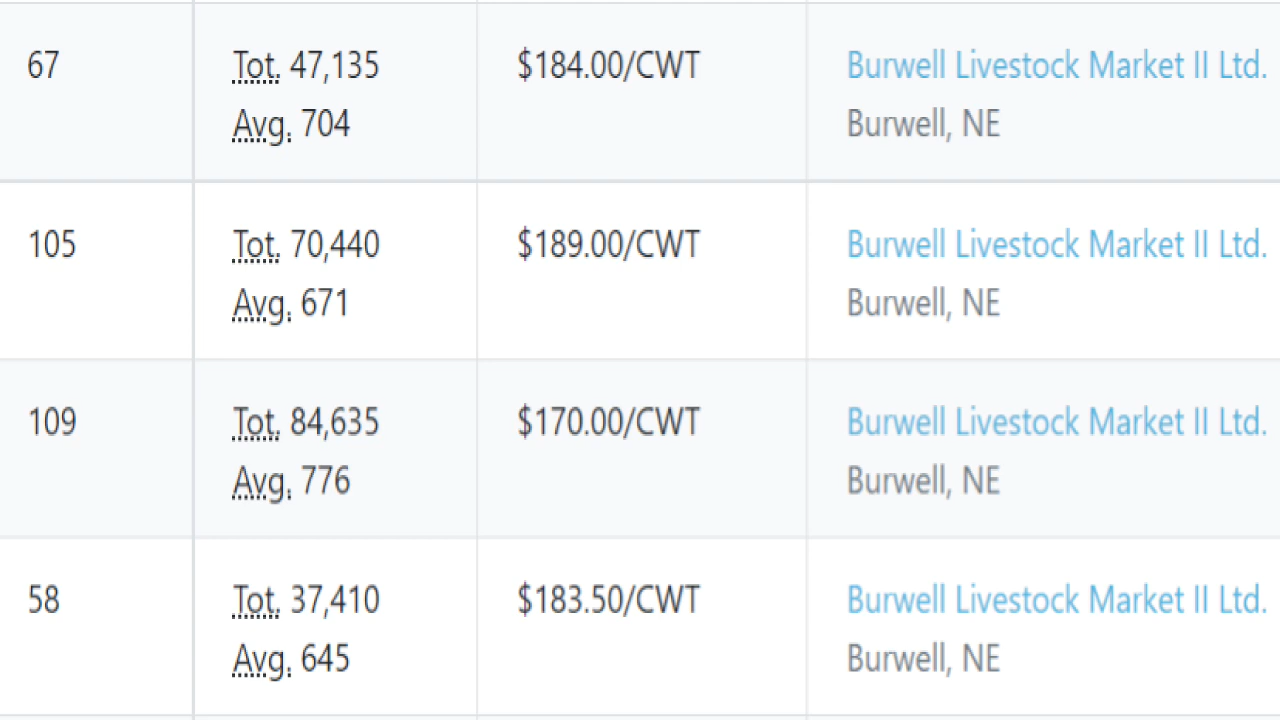 67
Tot. 47,135
Avg. 704
$184.00/CWT
Burwell Livestock Market II Ltd.
Burwell, NE
105
Tot. 70,440
Avg. 671
$189.00/CWT
Burwell Livestock Market II Ltd.
Burwell, NE
109
Tot. 84,635
Avg. 776
$170.00/CWT
Burwell Livestock Market II Ltd.
Burwell, NE
58
Tot. 37,410
Avg. 645
$183.50/CWT
Burwell Livestock Market II Ltd.
Burwell, NE